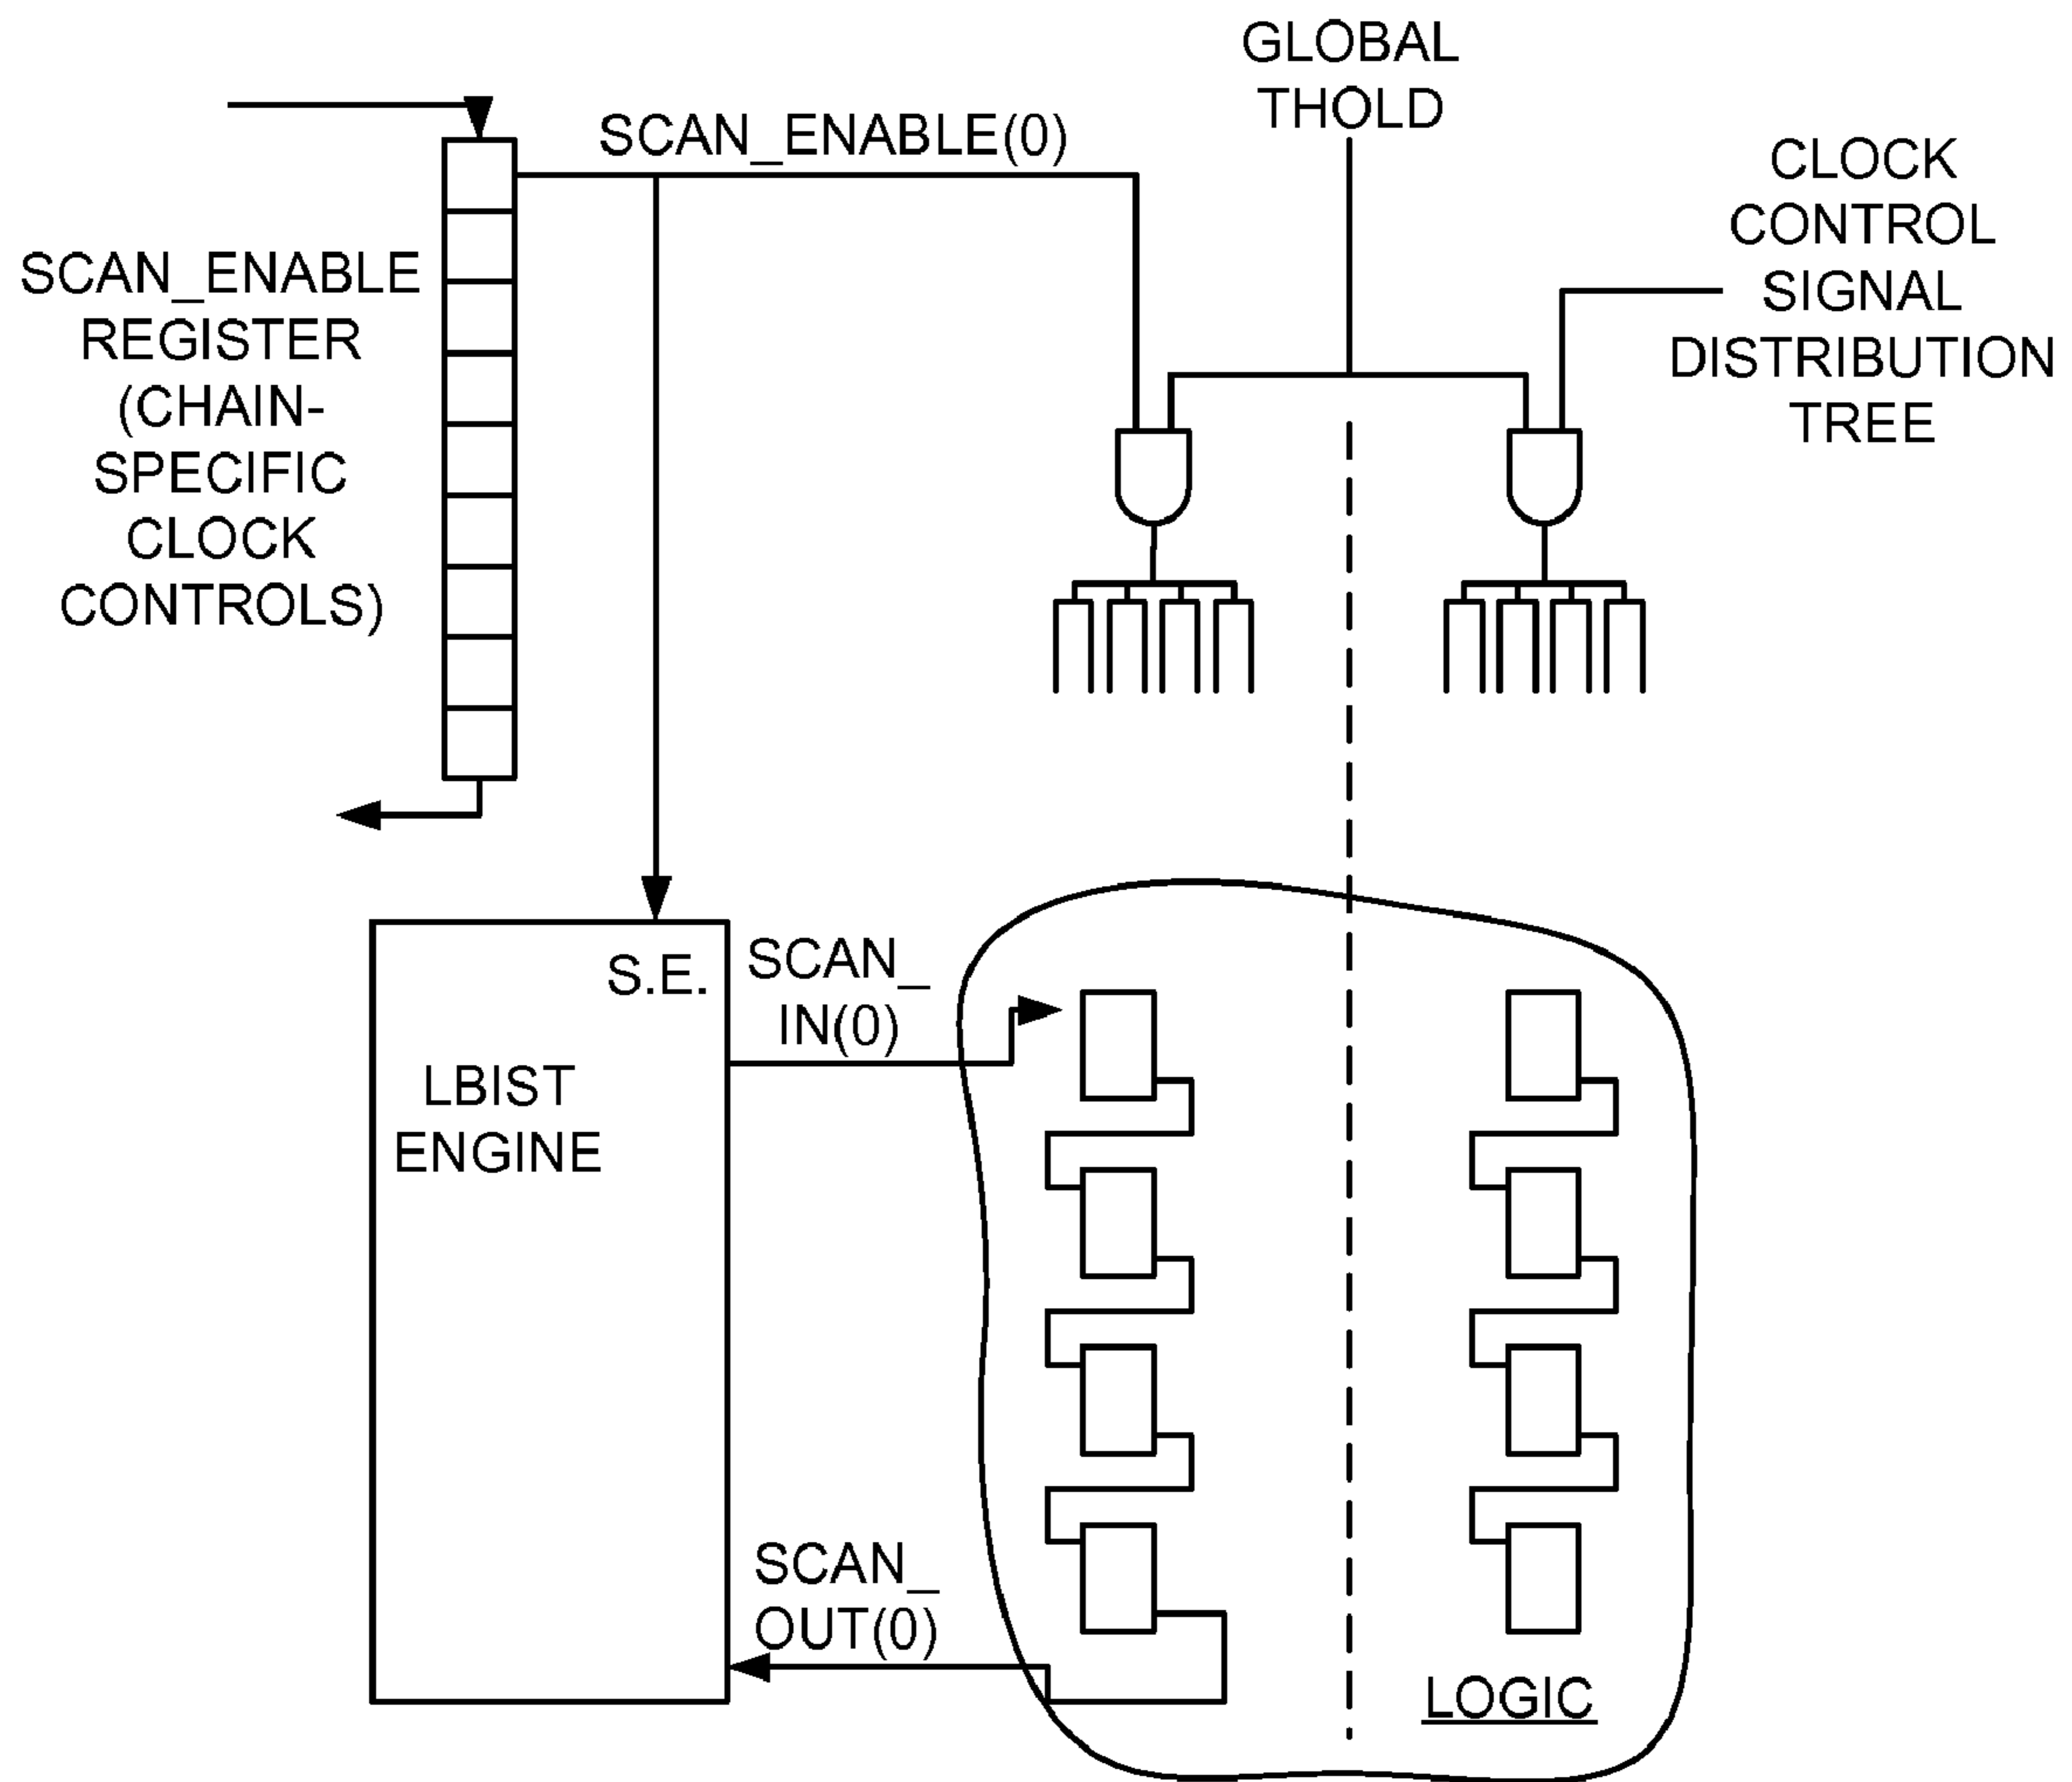 GLOBAL
THOLD
SCAN_ENABLE(0)
CLOCK
CONTROL
SIGNAL
DISTRIBUTION
TREE
SCAN_ENABLE
REGISTER
(CHAIN-
SPECIFIC
CLOCK
CONTROLS)
S.E.
SCAN_
IN(0)
LBIST
ENGINE
SCAN_
OUT(0)
LOGIC